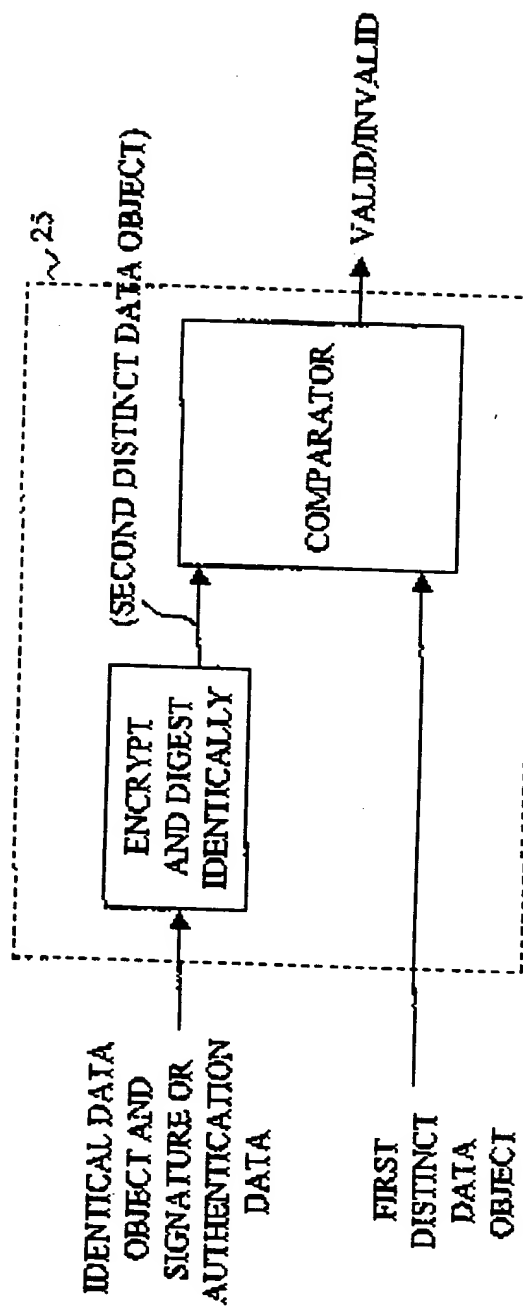 IDENTICAL DATA
OBJECT AND
SIGNATURE OR
AUTHENTICATION
DATA
FIRST
DISTINCT
DATA
OBJECT
ENCRYPT
AND DIGEST
IDENTICALLY
(SECOND DISTINCT DATA OBJECT)
COMPARATOR
25
VALID/INVALID